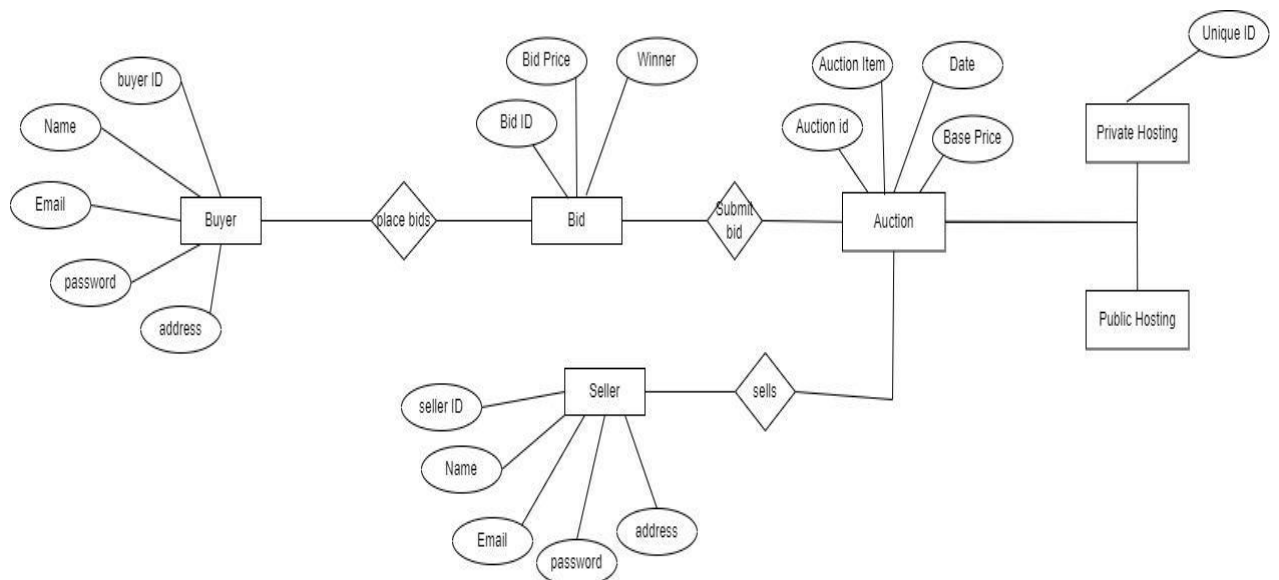 Unique ID
Bid Price
Winner
Auction Item
Date
buyer ID
Name
Bid ID
Auction id
Base Price
Private Hosting
Email
Buyer
place bids
Bid
Submit
bid
Auction
password
address
Public Hosting
seller ID
Seller
sells
Name
Email
password
address